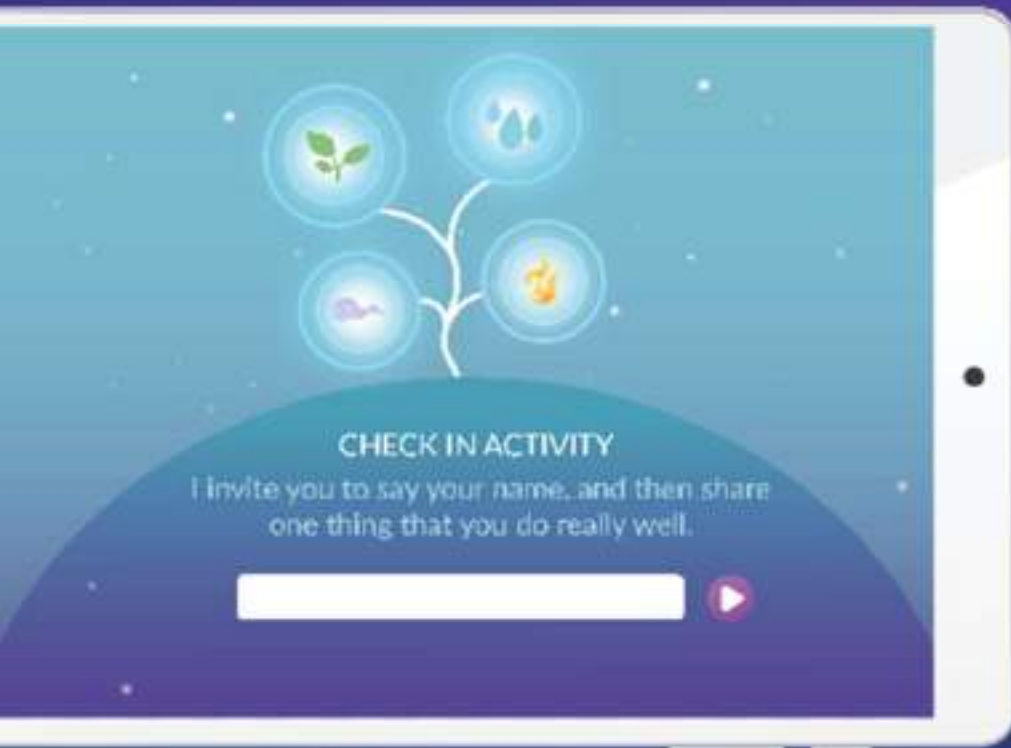 CHECK IN ACTIVITY
I invite you to say your name, and then share
one thing that you do really well.